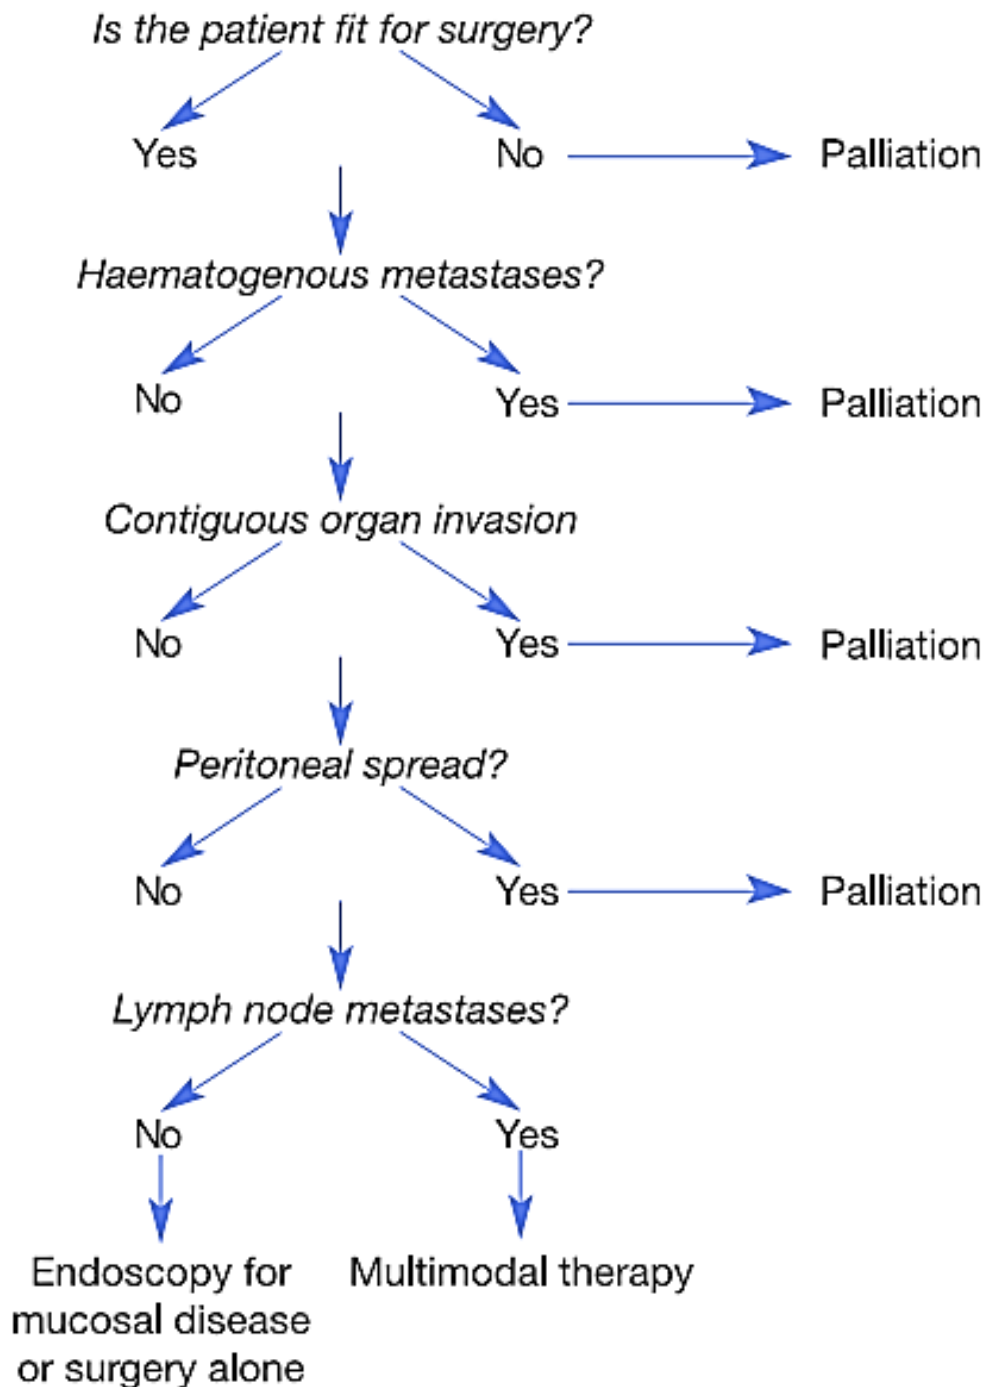 Is the patient fit for surgery?
Yes
No
Palliation
Haematogenous metastases?
No
Yes
Palliation
Contiguous organ invasion
No
Yes
Palliation
Peritoneal spread?
No
Yes
Palliation
Lymph node metastases?
No
Yes
Endoscopy for
mucosal disease
or surgery alone
Multimodal therapy